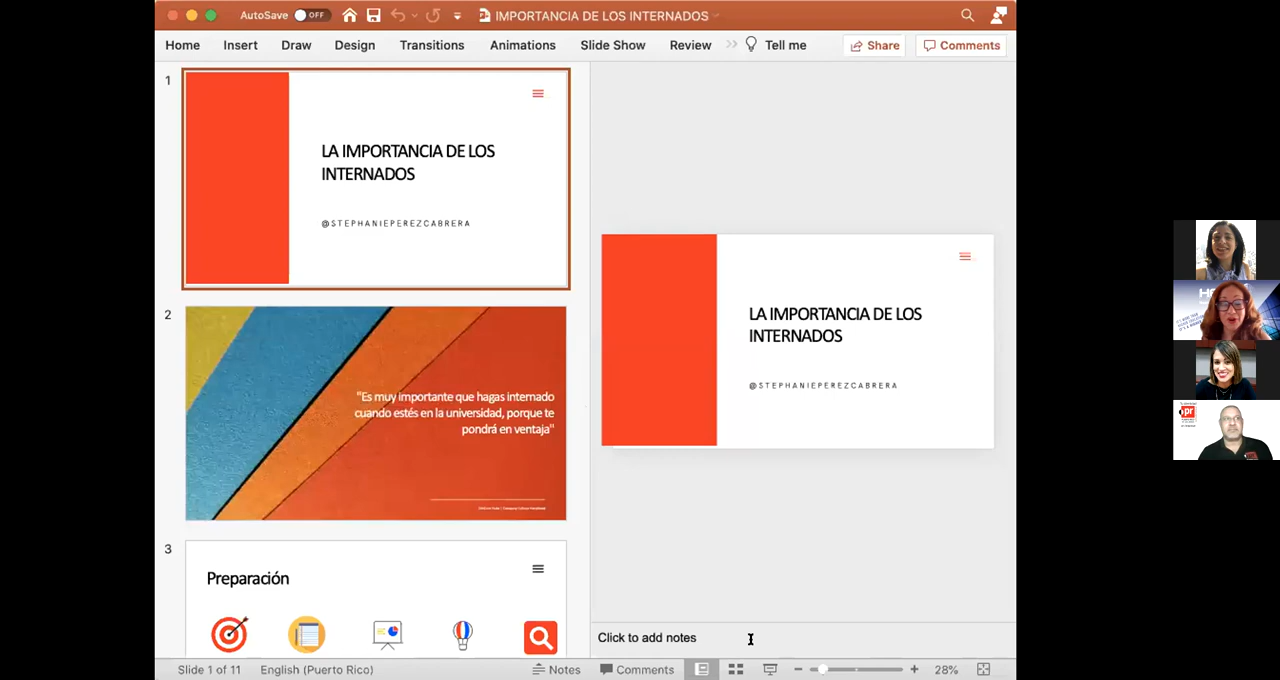 AutoSave OFF IMPORTANCIA DE LOS INTERNADOS
Home Insert Draw Design Transitions Animations Slide Show Review Tell me Share Comments
1
LA IMPORTANCIA DE LOS
INTERNADOS
@STEPHANIEPEREZCABRERA
2
"Es muy importante que hagas internado
cuando estés en la universidad, porque te
pondrá en ventaja"
3
Preparación
LA IMPORTANCIA DE LOS
INTERNADOS
@STEPHANIEPEREZCABRERA
Click to add notes
pr
Slide 1 of 11 English (Puerto Rico) Notes Comments 28%